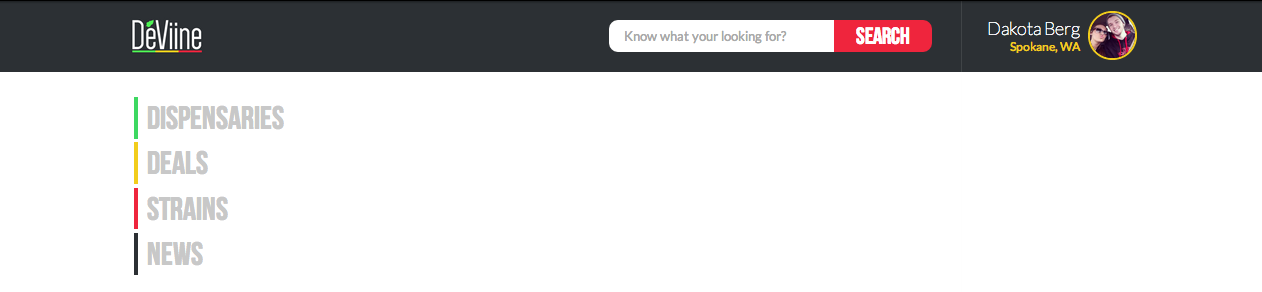 DéViine
Know what your looking for?
SEARCH
Dakota Berg
Spokane, WA
DISPENSARIES
DEALS
STRAINS
NEWS